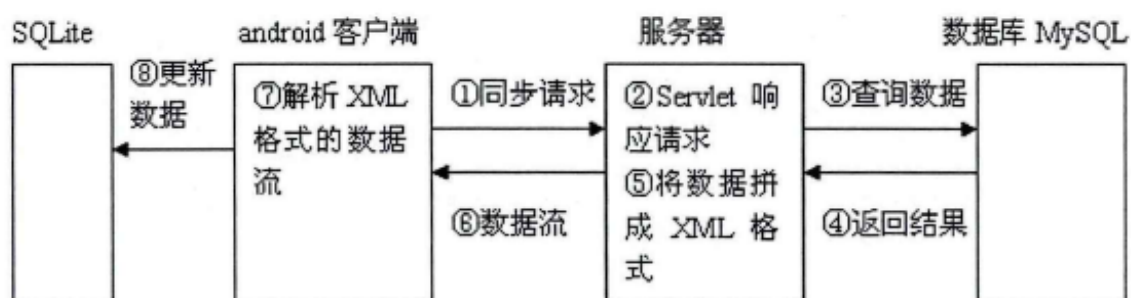 SQLite
android 客户端
服务器
数据库 MySQL
⑧更新
数据
⑦解析 XML
格式的数据
流
①同步请求
⑥数据流
②Servlet 响
应请求
⑤将数据拼
成 XML 格
式
③查询数据
④返回结果